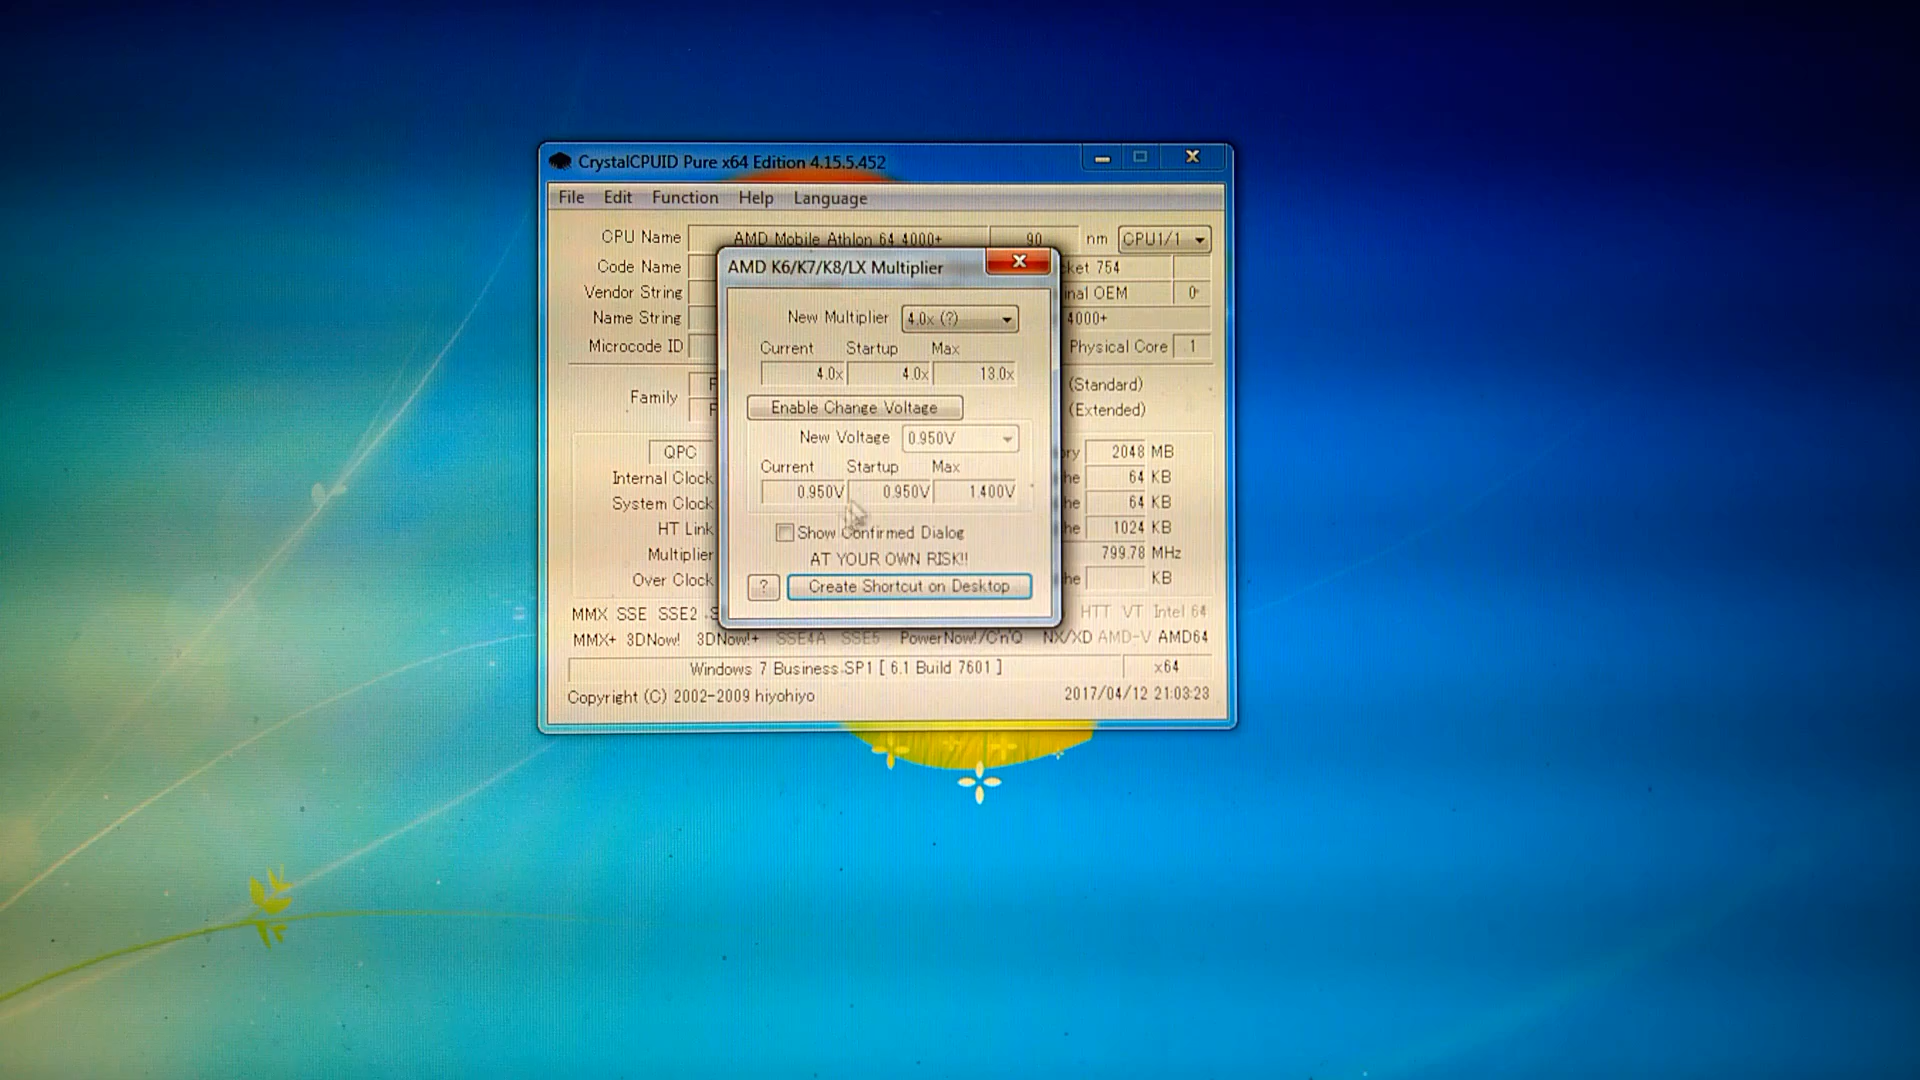 CrystalCPUID Pure x64 Edition 4.15.5.452
File Edit Function Help Language
CPU Name AMD Mobile Athlon 64 4000+ 90 nm CPU1/1
Code Name
Vendor String
Name String 4000+
Microcode ID Physical Core 1
Family (Standard)
(Extended)
QPC 2048 MB
Internal Clock 64 KB
System Clock 64 KB
HT Link 1024 KB
Multiplier 799.78 MHz
Over Clock KB
AMD K6/K7/K8/LX Multiplier
New Multiplier 4.0x (?)
Current Startup Max
4.0x 4.0x 13.0x
Enable Change Voltage
New Voltage 0.950V
Current Startup Max
0.950V 0.950V 1.400V
Show Confirmed Dialog
AT YOUR OWN RISK!!
? Create Shortcut on Desktop
MMX SSE SSE2 HTT VT Intel 64
MMX+ 3DNow! 3DNow!+ SSE4A SSE5 PowerNow!/C'n'Q NX/XD AMD-V AMD64
Windows 7 Business SP1 [ 6.1 Build 7601 ] x64
Copyright (C) 2002-2009 hiyohiyo 2017/04/12 21:03:23